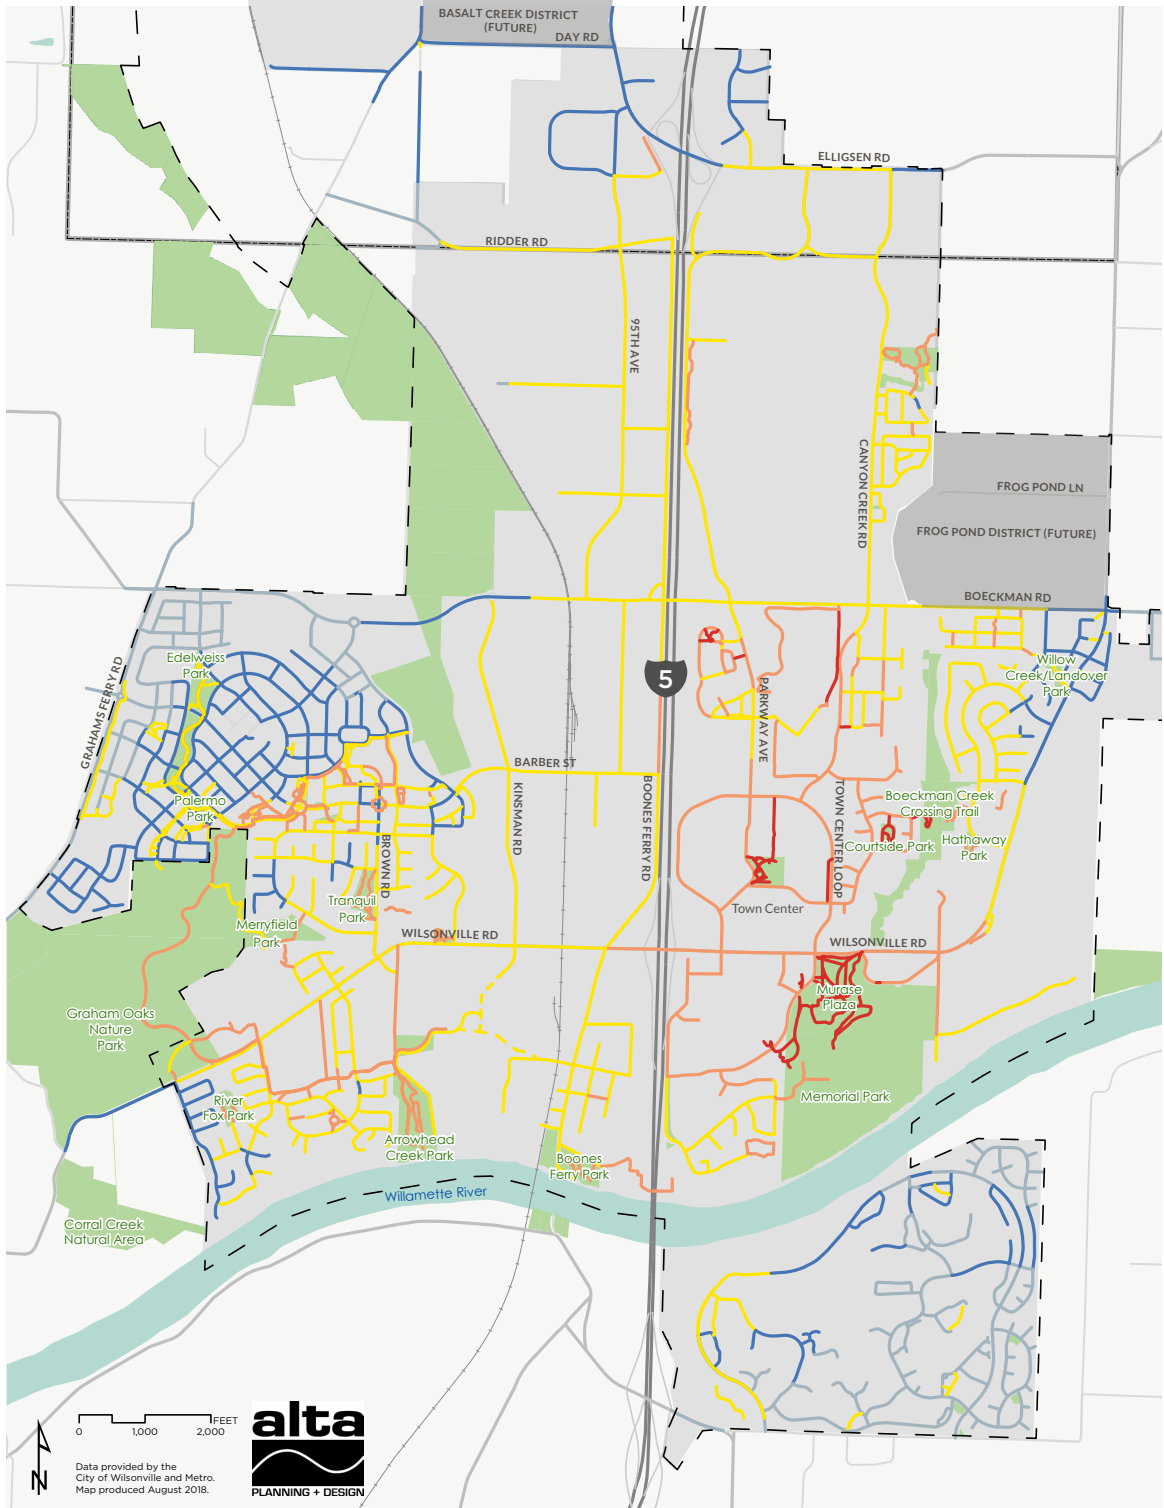 BASALT CREEK DISTRICT
(FUTURE)
DAY RD
ELLIGSEN RD
RIDDER RD
95TH AVE
CANYON CREEK RD
FROG POND LN
FROG POND DISTRICT (FUTURE)
BOECKMAN RD
GRAHAMS FERRY RD
Edelweiss
Park
5
PARKWAY AVE
Willow
Creek/Landover
Park
BARBER ST
KINSMAN RD
BOONES FERRY RD
TOWN CENTER LOOP
Palermo
Park
BROWN RD
Boeckman Creek
Crossing Trail
Courtside Park
Hathaway
Park
Tranquil
Park
Merryfield
Park
Town Center
WILSONVILLE RD
WILSONVILLE RD
Murase
Plaza
Graham Oaks
Nature
Park
River
Fox Park
Memorial Park
Arrowhead
Creek Park
Boones
Ferry Park
Willamette River
Corral Creek
Natural Area
FEET
0
1,000
2,000
N
Data provided by the
City of Wilsonville and Metro.
Map produced August 2018.
alta
PLANNING + DESIGN